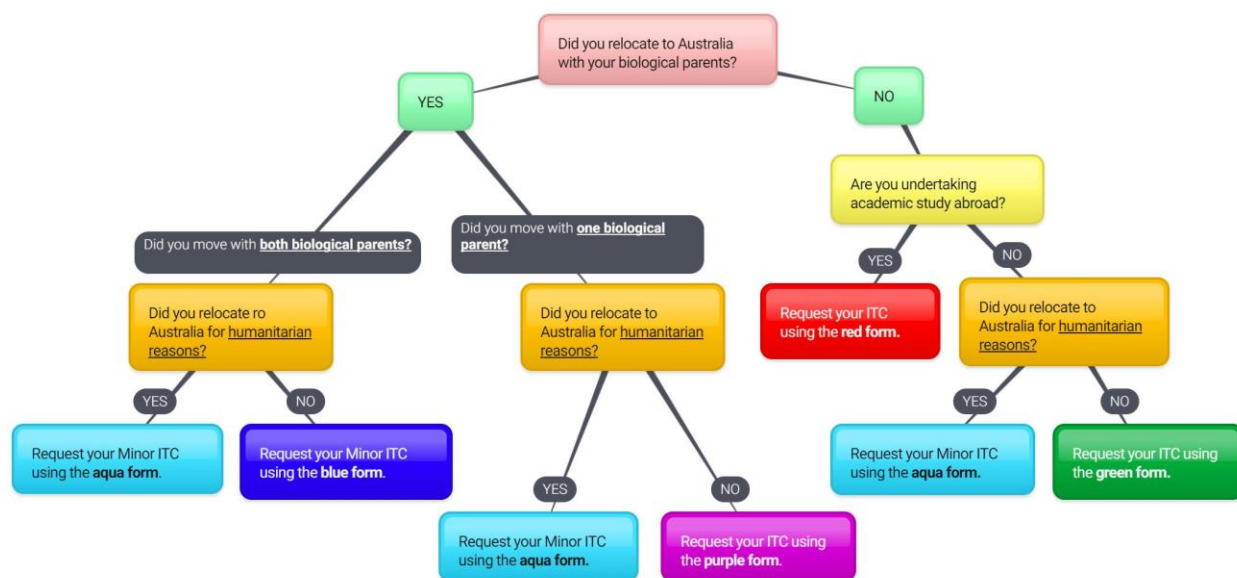 Did you relocate to Australia
with your biological parents?
YES
NO
Are you undertaking
academic study abroad?
Did you move with both biological parents?
Did you move with one biological
parent?
YES
NO
Did you relocate ro
Australia for humanitarian
reasons?
Did you relocate to
Australia for humanitarian
reasons?
Request your ITC
using the red form.
Did you relocate to
Australia for humanitarian
reasons?
YES
NO
YES
NO
Request your Minor ITC
using the aqua form.
Request your Minor ITC
using the blue form.
Request your Minor ITC
using the aqua form.
Request your ITC using
the green form.
YES
NO
Request your Minor ITC
using the aqua form.
Request your ITC using
the purple form.